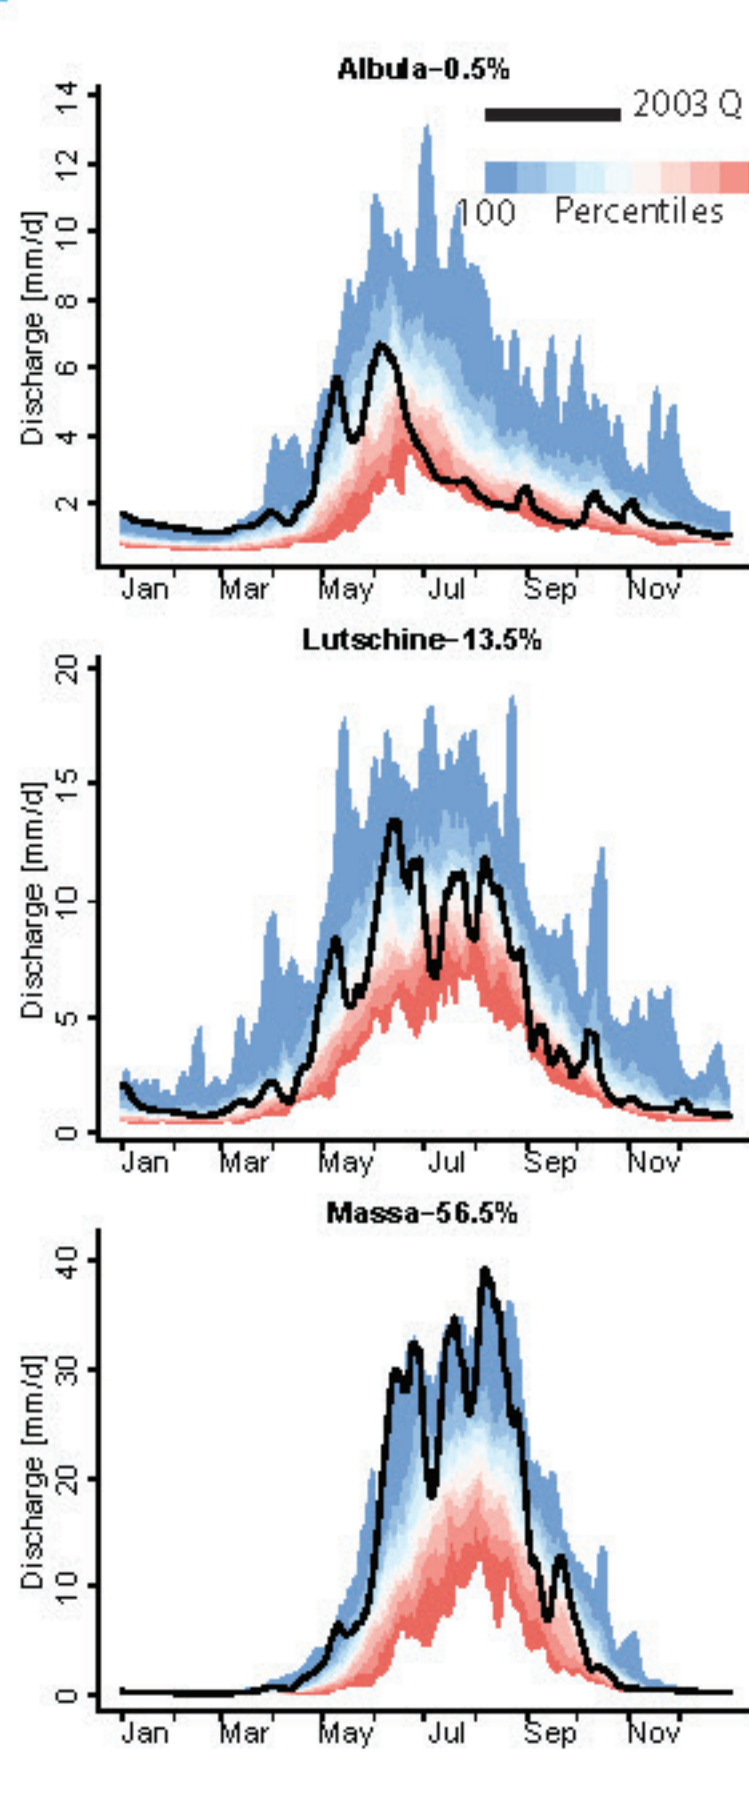 Albula–0.5%
2003 Q
100 Percentiles
Discharge [mm/d]
14
12
10
8
6
4
2
Jan Mar May Jul Sep Nov
Lutschine–13.5%
Discharge [mm/d]
20
15
10
5
0
Jan Mar May Jul Sep Nov
Massa–56.5%
Discharge [mm/d]
40
30
20
10
0
Jan Mar May Jul Sep Nov